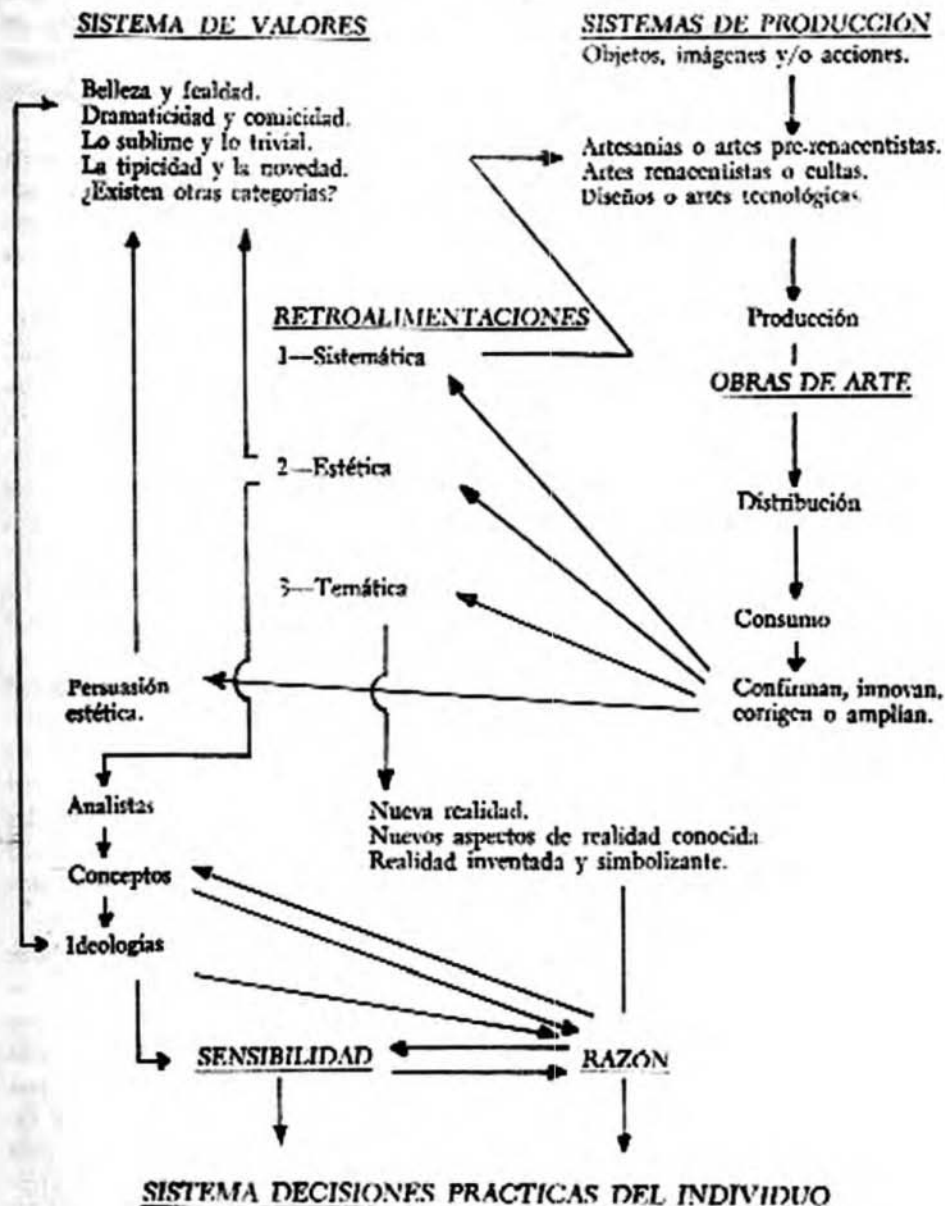 SISTEMA DE VALORES
Belleza y fealdad.
Dramaticidad y comicidad.
Lo sublime y lo trivial.
La tipicidad y la novedad.
¿Existen otras categorías?
SISTEMAS DE PRODUCCIÓN
Objetos, imágenes y/o acciones.
Artesanías o artes pre-renacentistas.
Artes renacentistas o cultas.
Diseños o artes tecnológicas.
Producción
OBRAS DE ARTE
Distribución
Consumo
Confirman, innovan,
corrigen o amplían.
RETROALIMENTACIONES
1—Sistemática
2—Estética
3—Temática
Persuasión
estética.
Analistas
Conceptos
Ideologías
Nueva realidad.
Nuevos aspectos de realidad conocida
Realidad inventada y simbolizante.
SENSIBILIDAD
RAZÓN
SISTEMA DECISIONES PRACTICAS DEL INDIVIDUO